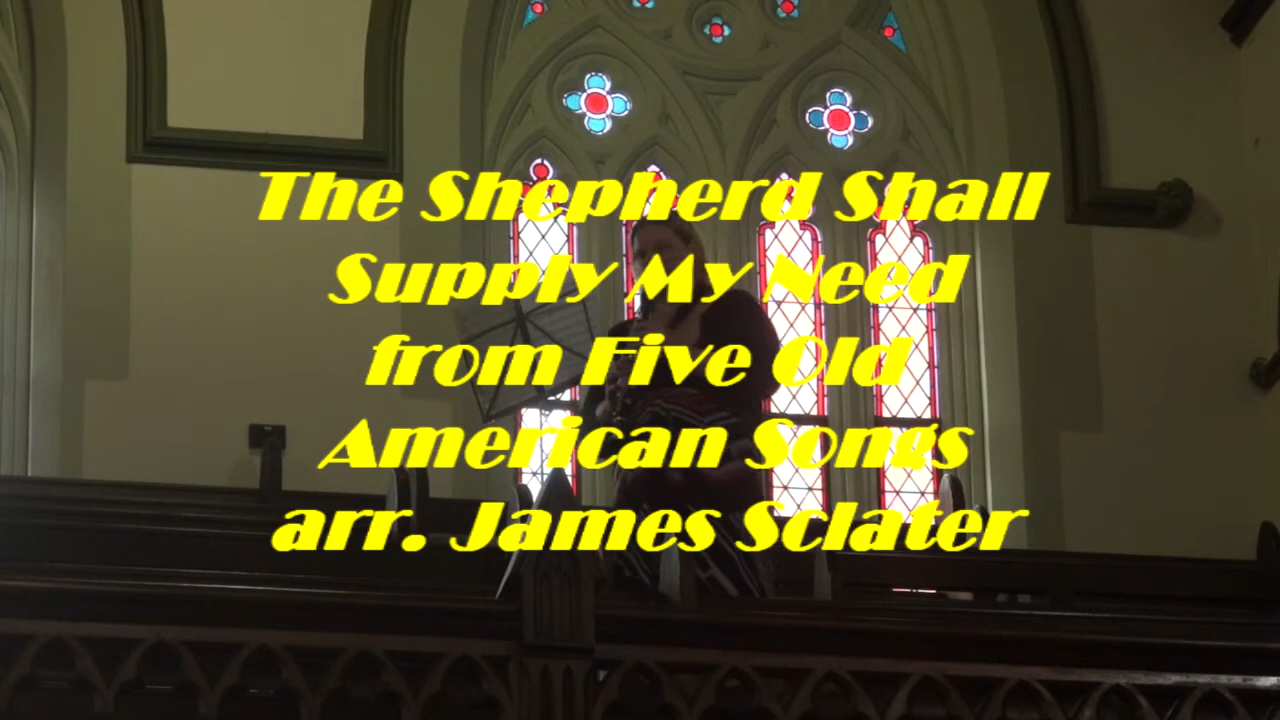 The Shepherd Shall
Supply My Need
from Five Old
American Songs
arr. James Sclater